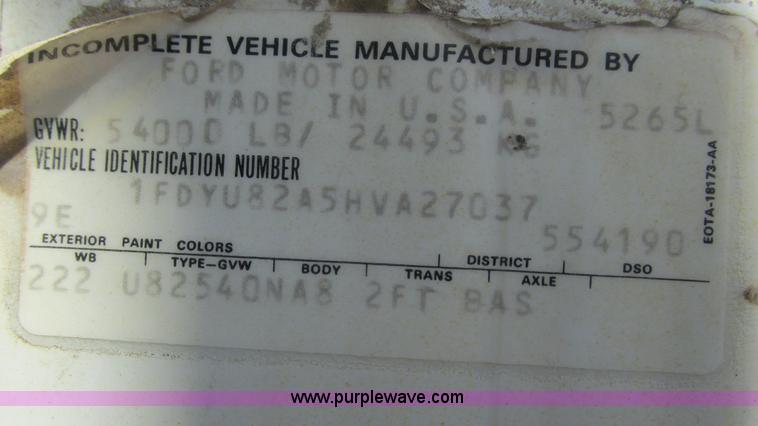 INCOMPLETE VEHICLE MANUFACTURED BY
FORD MOTOR COMPANY
MADE IN U.S.A. 5265L
GVWR: 54000 LB/ 24493 KG
VEHICLE IDENTIFICATION NUMBER
1FDYU82A5HVA27037
9E 554190
EXTERIOR PAINT COLORS DISTRICT DSO
WB TYPE-GVW BODY TRANS AXLE
222 U82540NA8 2FT BAS
EOTA-18173-AA
www.purplewave.com